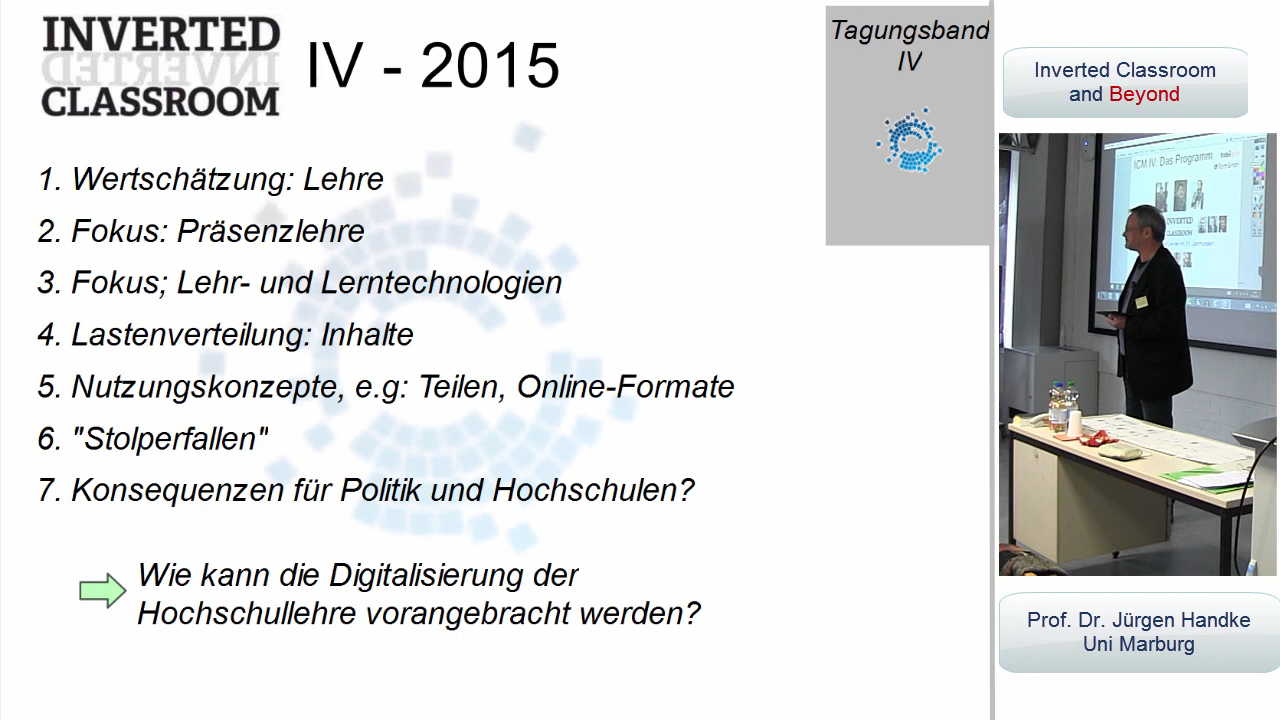 INVERTED
INVERTED
CLASSROOM
IV - 2015
1. Wertschätzung: Lehre
2. Fokus: Präsenzlehre
3. Fokus; Lehr- und Lerntechnologien
4. Lastenverteilung: Inhalte
5. Nutzungskonzepte, e.g: Teilen, Online-Formate
6. "Stolperfallen"
7. Konsequenzen für Politik und Hochschulen?
Wie kann die Digitalisierung der
Hochschullehre vorangebracht werden?
Tagungsband
IV
Inverted Classroom
and Beyond
ICM IV: Das Programm
INVERTED
CLASSROOM
Prof. Dr. Jürgen Handke
Uni Marburg